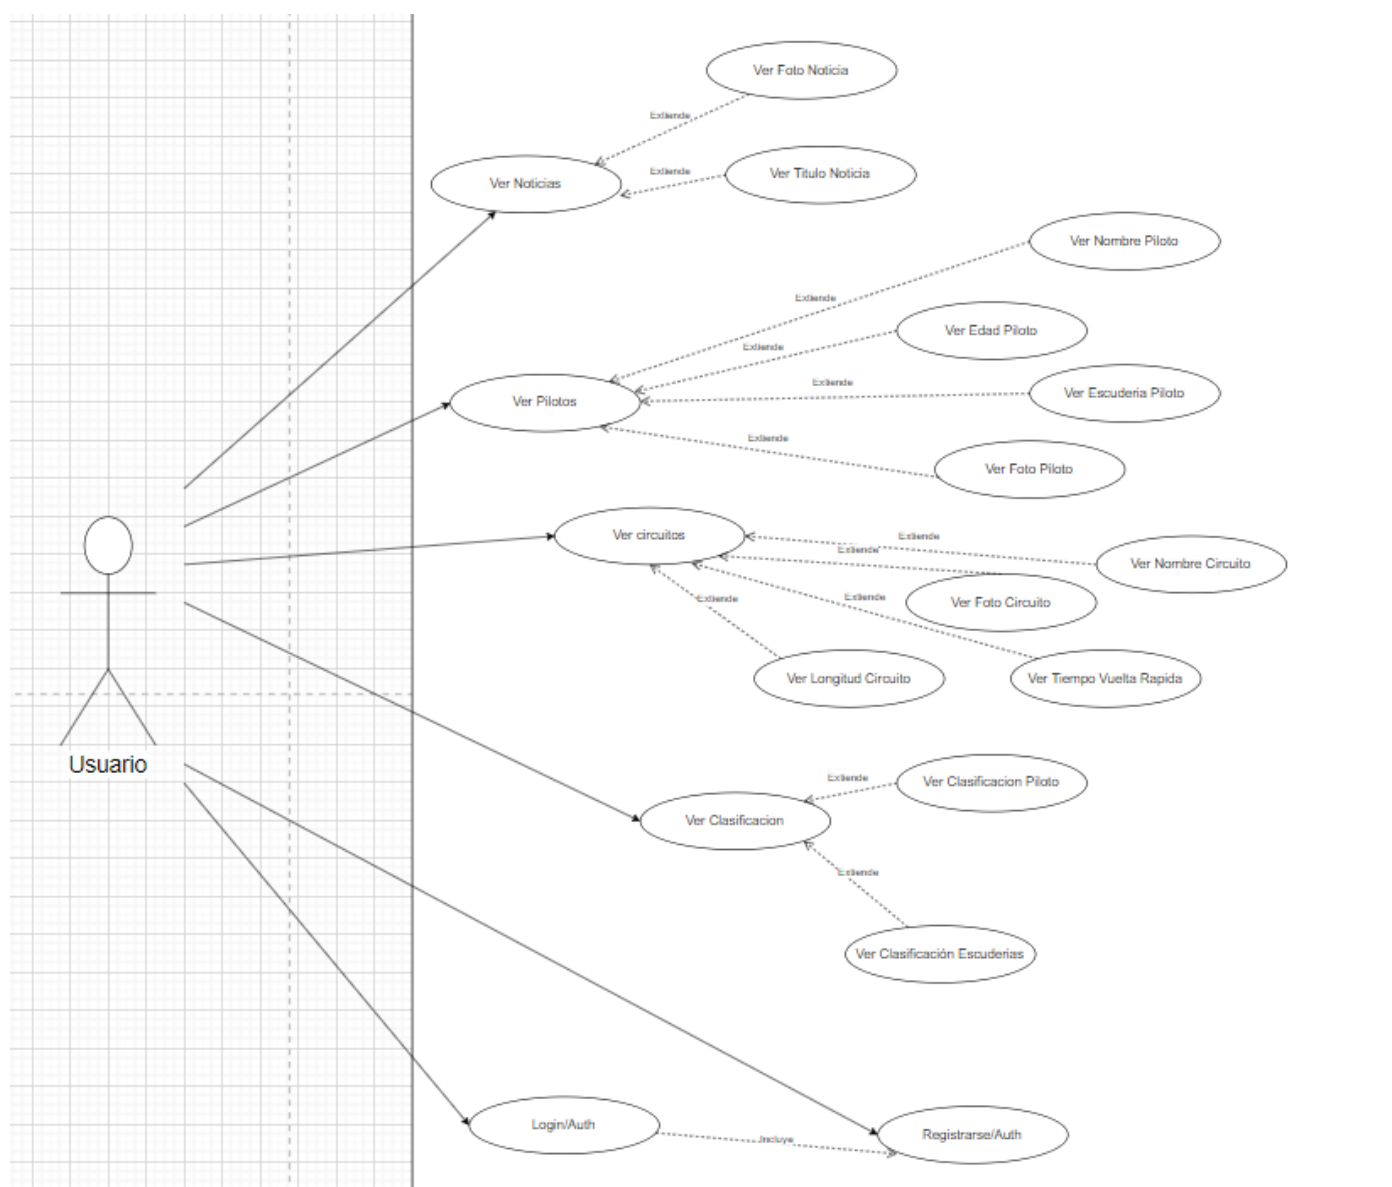 Ver Foto Noticia
Extiende
Extiende
Ver Titulo Noticia
Ver Noticias
Ver Nombre Piloto
Extiende
Ver Edad Piloto
Extiende
Extiende
Ver Escuderia Piloto
Ver Pilotos
Extiende
Ver Foto Piloto
Ver circuitos
Extiende
Extiende
Ver Nombre Circuito
Extiende
Extiende
Ver Foto Circuito
Ver Longitud Circuito
Ver Tiempo Vuelta Rapida
Usuario
Extiende
Ver Clasificacion Piloto
Ver Clasificacion
Extiende
Ver Clasificación Escuderias
Login/Auth
Incluye
Registrarse/Auth